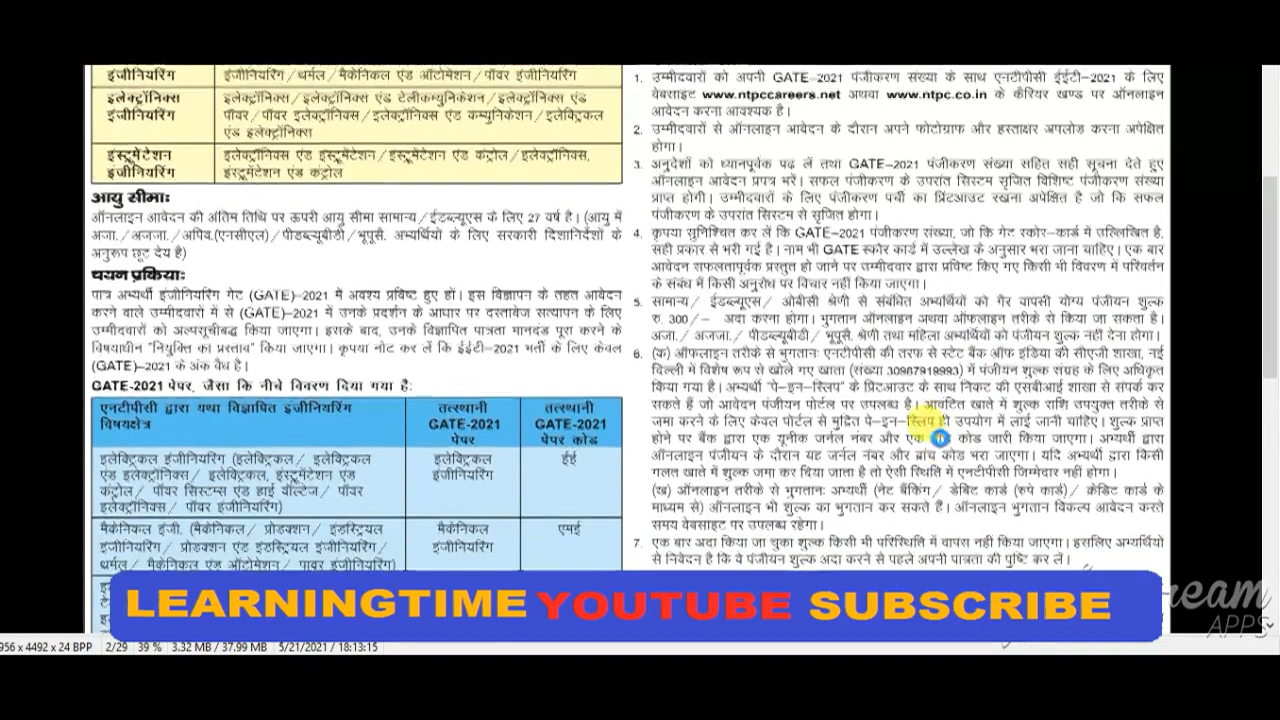 इंजीनियरिंग
इंजीनियरिंग/थर्मल/मैकेनिकल एंड ऑटोमेशन/पॉवर इंजीनियरिंग
इलेक्ट्रॉनिक्स
इंजीनियरिंग
इलेक्ट्रॉनिक्स/इलेक्ट्रॉनिक्स एंड टेलीकम्युनिकेशन/इलेक्ट्रॉनिक्स एंड
पॉवर/पॉवर इलेक्ट्रॉनिक्स/इलेक्ट्रॉनिक्स एंड कम्युनिकेशन/इलेक्ट्रिकल
एंड इलेक्ट्रॉनिक्स
इंस्ट्रूमेंटेशन
इंजीनियरिंग
इलेक्ट्रॉनिक्स एंड इंस्ट्रूमेंटेशन/इंस्ट्रूमेंटेशन एंड कंट्रोल/इलेक्ट्रॉनिक्स,
इंस्ट्रूमेंटेशन एंड कंट्रोल
आयु सीमाः
ऑनलाइन आवेदन की अंतिम तिथि पर ऊपरी आयु सीमा सामान्य/ईडब्ल्यूएस के लिए 27 वर्ष है। (आयु में
अजा./अजजा./अपिव.(एनसीएल)/पीडब्ल्यूबीडी/भूपूसै. अभ्यर्थियों के लिए सरकारी दिशानिर्देशों के
अनुरूप छूट देय है)
चयन प्रकियाः
पात्र अभ्यर्थी इंजीनियरिंग गेट (GATE)–2021 में अवश्य प्रविष्ट हुए हों। इस विज्ञापन के तहत आवेदन
करने वाले उम्मीदवारों में से (GATE)–2021 में उनके प्रदर्शन के आधार पर दस्तावेज सत्यापन के लिए
उम्मीदवारों को अल्पसूचीबद्ध किया जाएगा। इसके बाद, उनके विज्ञापित पात्रता मानदंड पूरा करने के
विषयाधीन "नियुक्ति का प्रस्ताव" किया जाएगा। कृपया नोट कर लें कि ईईटी–2021 भर्ती के लिए केवल
(GATE)–2021 के अंक वैध है।
GATE-2021 पेपर, जैसा कि नीचे विवरण दिया गया है:
एनटीपीसी द्वारा यथा विज्ञापित इंजीनियरिंग
विषयक्षेत्र
तत्स्थानी
GATE-2021
पेपर
तत्स्थानी
GATE-2021
पेपर कोड
इलेक्ट्रिकल इंजीनियरिंग (इलेक्ट्रिकल/इलेक्ट्रिकल
एंड इलेक्ट्रॉनिक्स/इलेक्ट्रिकल, इंस्ट्रूमेंटेशन एंड
कंट्रोल/पॉवर सिस्टम्स एंड हाई वोल्टेज/पॉवर
इलेक्ट्रॉनिक्स/पॉवर इंजीनियरिंग)
इलेक्ट्रिकल
इंजीनियरिंग
ईई
मैकेनिकल इंजी. (मैकेनिकल/प्रोडक्शन/इंडस्ट्रियल
इंजीनियरिंग/प्रोडक्शन एंड इंडस्ट्रियल इंजीनियरिंग/
थर्मल/मैकेनिकल एंड ऑटोमेशन/पावर इंजीनियरिंग)
मैकेनिकल
इंजीनियरिंग
एमई
1. उम्मीदवारों को अपनी GATE–2021 पंजीकरण संख्या के साथ एनटीपीसी ईईटी–2021 के लिए
वेबसाइट www.ntpccareers.net अथवा www.ntpc.co.in के कैरियर खण्ड पर ऑनलाइन
आवेदन करना आवश्यक है।
2. उम्मीदवारों से ऑनलाइन आवेदन के दौरान अपने फोटोग्राफ और हस्ताक्षर अपलोड करना अपेक्षित
होगा।
3. अनुदेशों को ध्यानपूर्वक पढ़ लें तथा GATE–2021 पंजीकरण संख्या सहित सही सूचना देते हुए
ऑनलाइन आवेदन प्रपत्र भरें। सफल पंजीकरण के उपरांत सिस्टम सृजित विशिष्ट पंजीकरण संख्या
प्राप्त होगी। उम्मीदवारों के लिए पंजीकरण पर्ची का प्रिंटआउट रखना अपेक्षित है जो कि सफल
पंजीकरण के उपरांत सिस्टम से सृजित होगा।
4. कृपया सुनिश्चित कर लें कि GATE–2021 पंजीकरण संख्या, जो कि गेट स्कोर–कार्ड में उल्लिखित है,
सही प्रकार से भरी गई है। नाम भी GATE स्कोर कार्ड में उल्लेख के अनुसार भरा जाना चाहिए। एक बार
आवेदन सफलतापूर्वक प्रस्तुत हो जाने पर उम्मीदवार द्वारा प्रविष्ट किए गए किसी भी विवरण में परिवर्तन
के संबंध में किसी अनुरोध पर विचार नहीं किया जाएगा।
5. सामान्य/ईडब्ल्यूएस/ओबीसी श्रेणी से संबंधित अभ्यर्थियों को गैर वापसी योग्य पंजीयन शुल्क
रु. 300/– अदा करना होगा। भुगतान ऑनलाइन अथवा ऑफलाइन तरीके से किया जा सकता है।
अजा./अजजा./पीडब्ल्यूबीडी/भूपूसै. श्रेणी तथा महिला अभ्यर्थियों को पंजीयन शुल्क नहीं देना होगा।
6. (क) ऑफलाइन तरीके से भुगतानः एनटीपीसी की तरफ से स्टेट बैंक ऑफ इंडिया की सीएजी शाखा, नई
दिल्ली में विशेष रूप से खोले गए खाता (संख्या 30987919993) में पंजीयन शुल्क संग्रह के लिए अधिकृत
किया गया है। अभ्यर्थी "पे–इन–स्लिप" के प्रिंटआउट के साथ निकट की एसबीआई शाखा से संपर्क कर
सकते हैं जो आवेदन पंजीयन पोर्टल पर उपलब्ध है। आवंटित खाते में शुल्क राशि उपयुक्त तरीके से
जमा करने के लिए केवल पोर्टल से मुद्रित पे–इन–स्लिप ही उपयोग में लाई जानी चाहिए। शुल्क प्राप्त
होने पर बैंक द्वारा एक यूनीक जर्नल नंबर और एक कोड जारी किया जाएगा। अभ्यर्थी द्वारा
ऑनलाइन पंजीयन के दौरान यह जर्नल नंबर और ब्रांच कोड भरा जाएगा। यदि अभ्यर्थी द्वारा किसी
गलत खाते में शुल्क जमा कर दिया जाता है तो ऐसी स्थिति में एनटीपीसी जिम्मेदार नहीं होगा।
(ख) ऑनलाइन तरीके से भुगतानः अभ्यर्थी (नेट बैंकिंग/डेबिट कार्ड (रुपे कार्ड)/क्रेडिट कार्ड के
माध्यम से) ऑनलाइन भी शुल्क का भुगतान कर सकते हैं। ऑनलाइन भुगतान विकल्प आवेदन करते
समय वेबसाइट पर उपलब्ध रहेगा।
7. एक बार अदा किया जा चुका शुल्क किसी भी परिस्थिति में वापस नहीं किया जाएगा। इसलिए अभ्यर्थियों
से निवेदन है कि वे पंजीयन शुल्क अदा करने से पहले अपनी पात्रता की पुष्टि कर लें।
LEARNINGTIME YOUTUBE SUBSCRIBE
APPS
956 x 4492 x 24 BPP 2/29 39 % 3.32 MB / 37.99 MB 5/21/2021 / 18:13:15